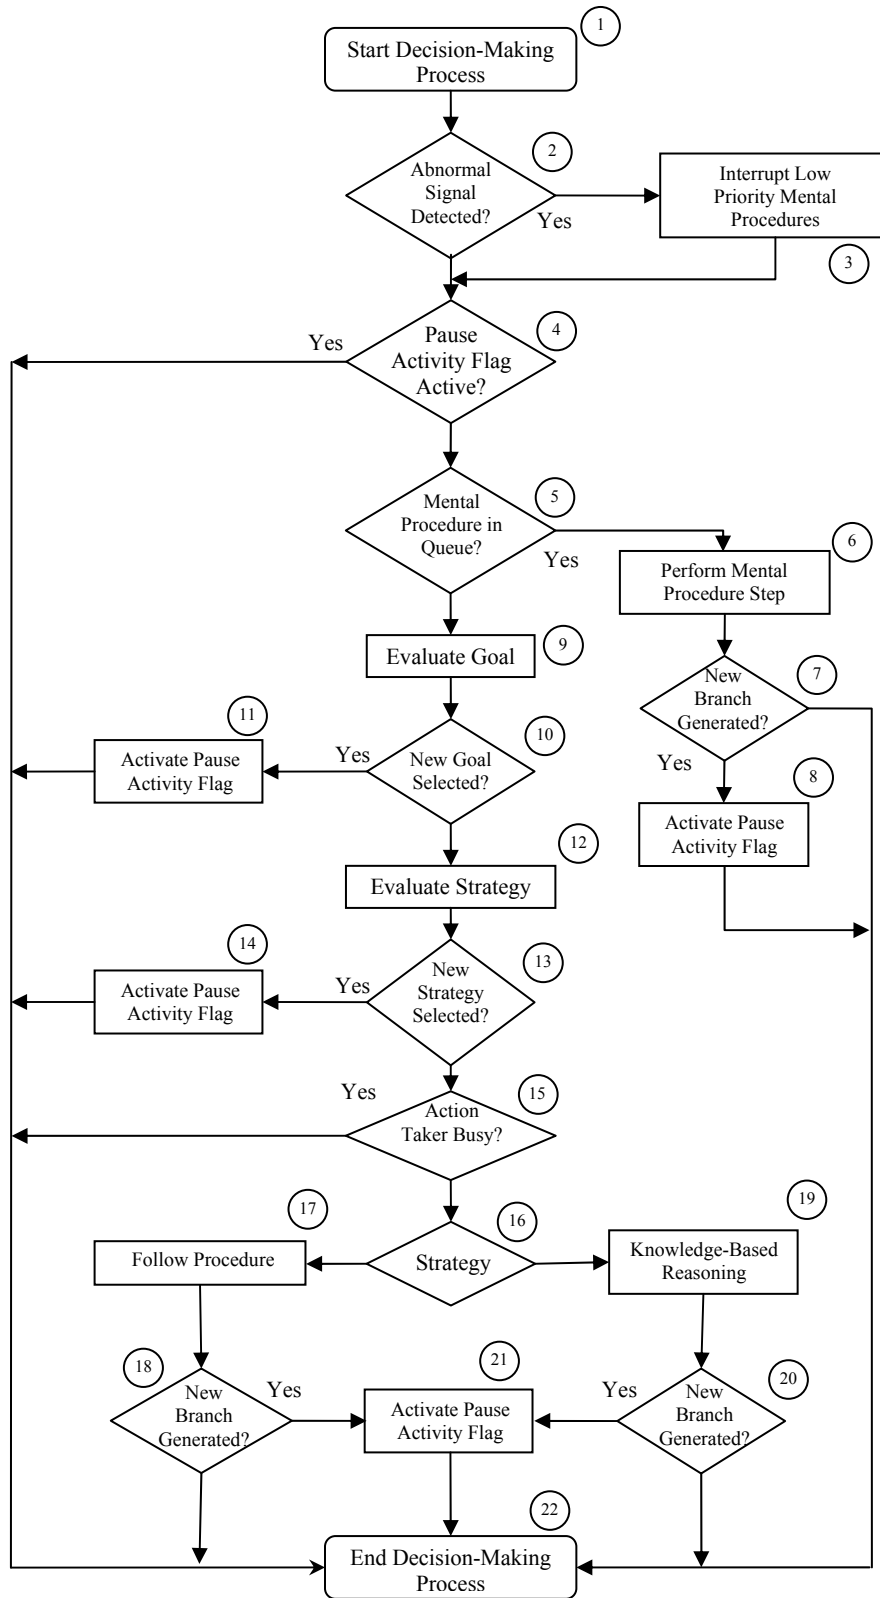 1
Start Decision-Making
Process
2
Abnormal
Signal
Detected?
Yes
Interrupt Low
Priority Mental
Procedures
3
4
Yes
Pause
Activity Flag
Active?
5
Mental
Procedure in
Queue?
Yes
6
Perform Mental
Procedure Step
9
Evaluate Goal
7
New
Branch
Generated?
Yes
8
Activate Pause
Activity Flag
10
New Goal
Selected?
Yes
11
Activate Pause
Activity Flag
12
Evaluate Strategy
13
New
Strategy
Selected?
Yes
14
Activate Pause
Activity Flag
15
Yes
Action
Taker Busy?
16
Strategy
17
Follow Procedure
19
Knowledge-Based
Reasoning
18
New
Branch
Generated?
Yes
21
Activate Pause
Activity Flag
20
Yes
New
Branch
Generated?
22
End Decision-Making
Process